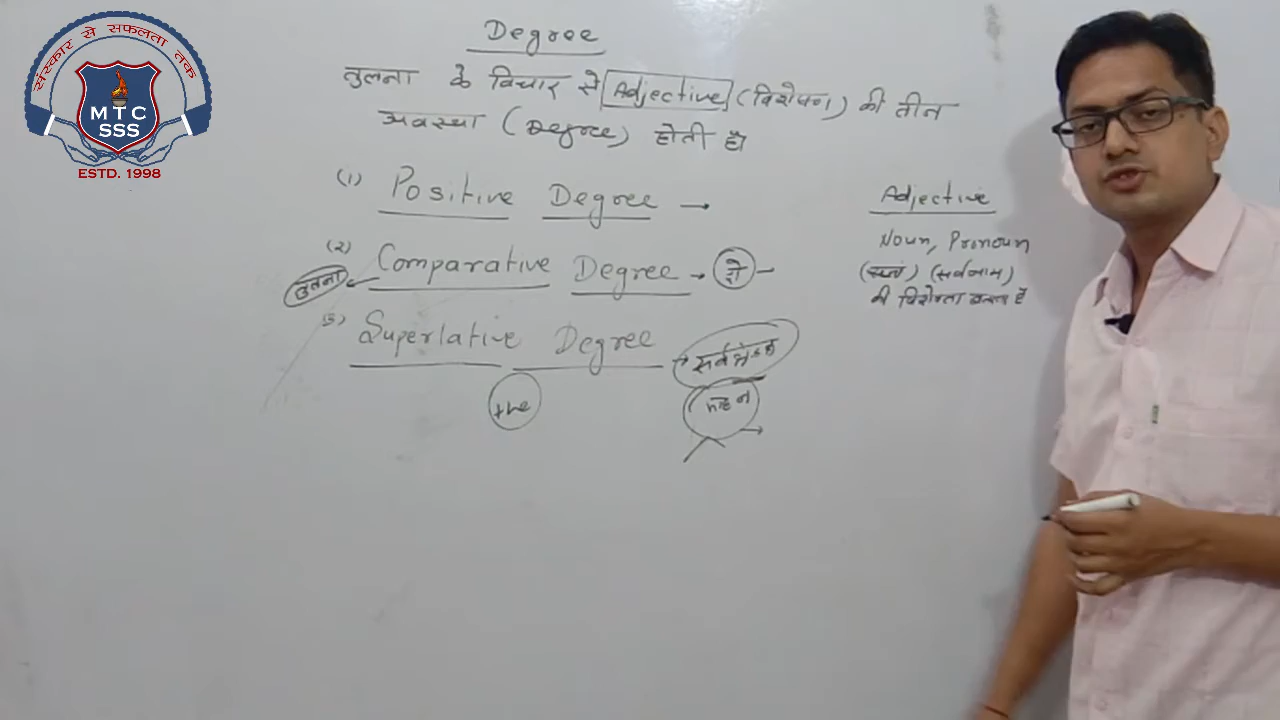 संस्कार से सफलता तक
MTC
SSS
ESTD. 1998
Degree
तुलना के विचार से Adjective (विशेषण) की तीन
अवस्था (Degree) होती है
(1) Positive Degree →
(2) Comparative Degree → दो –
तुलना
(3) Superlative Degree → सर्वश्रेष्ठ
the
Adjective
Noun, Pronoun
(संज्ञा) (सर्वनाम)
की विशेषता बताता है